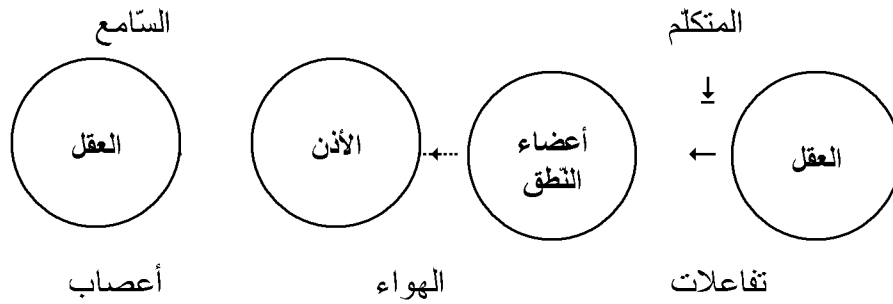 المتكلّم
السّامع
العقل
أعضاء
النّطق
الأذن
العقل
تفاعلات
الهواء
أعصاب